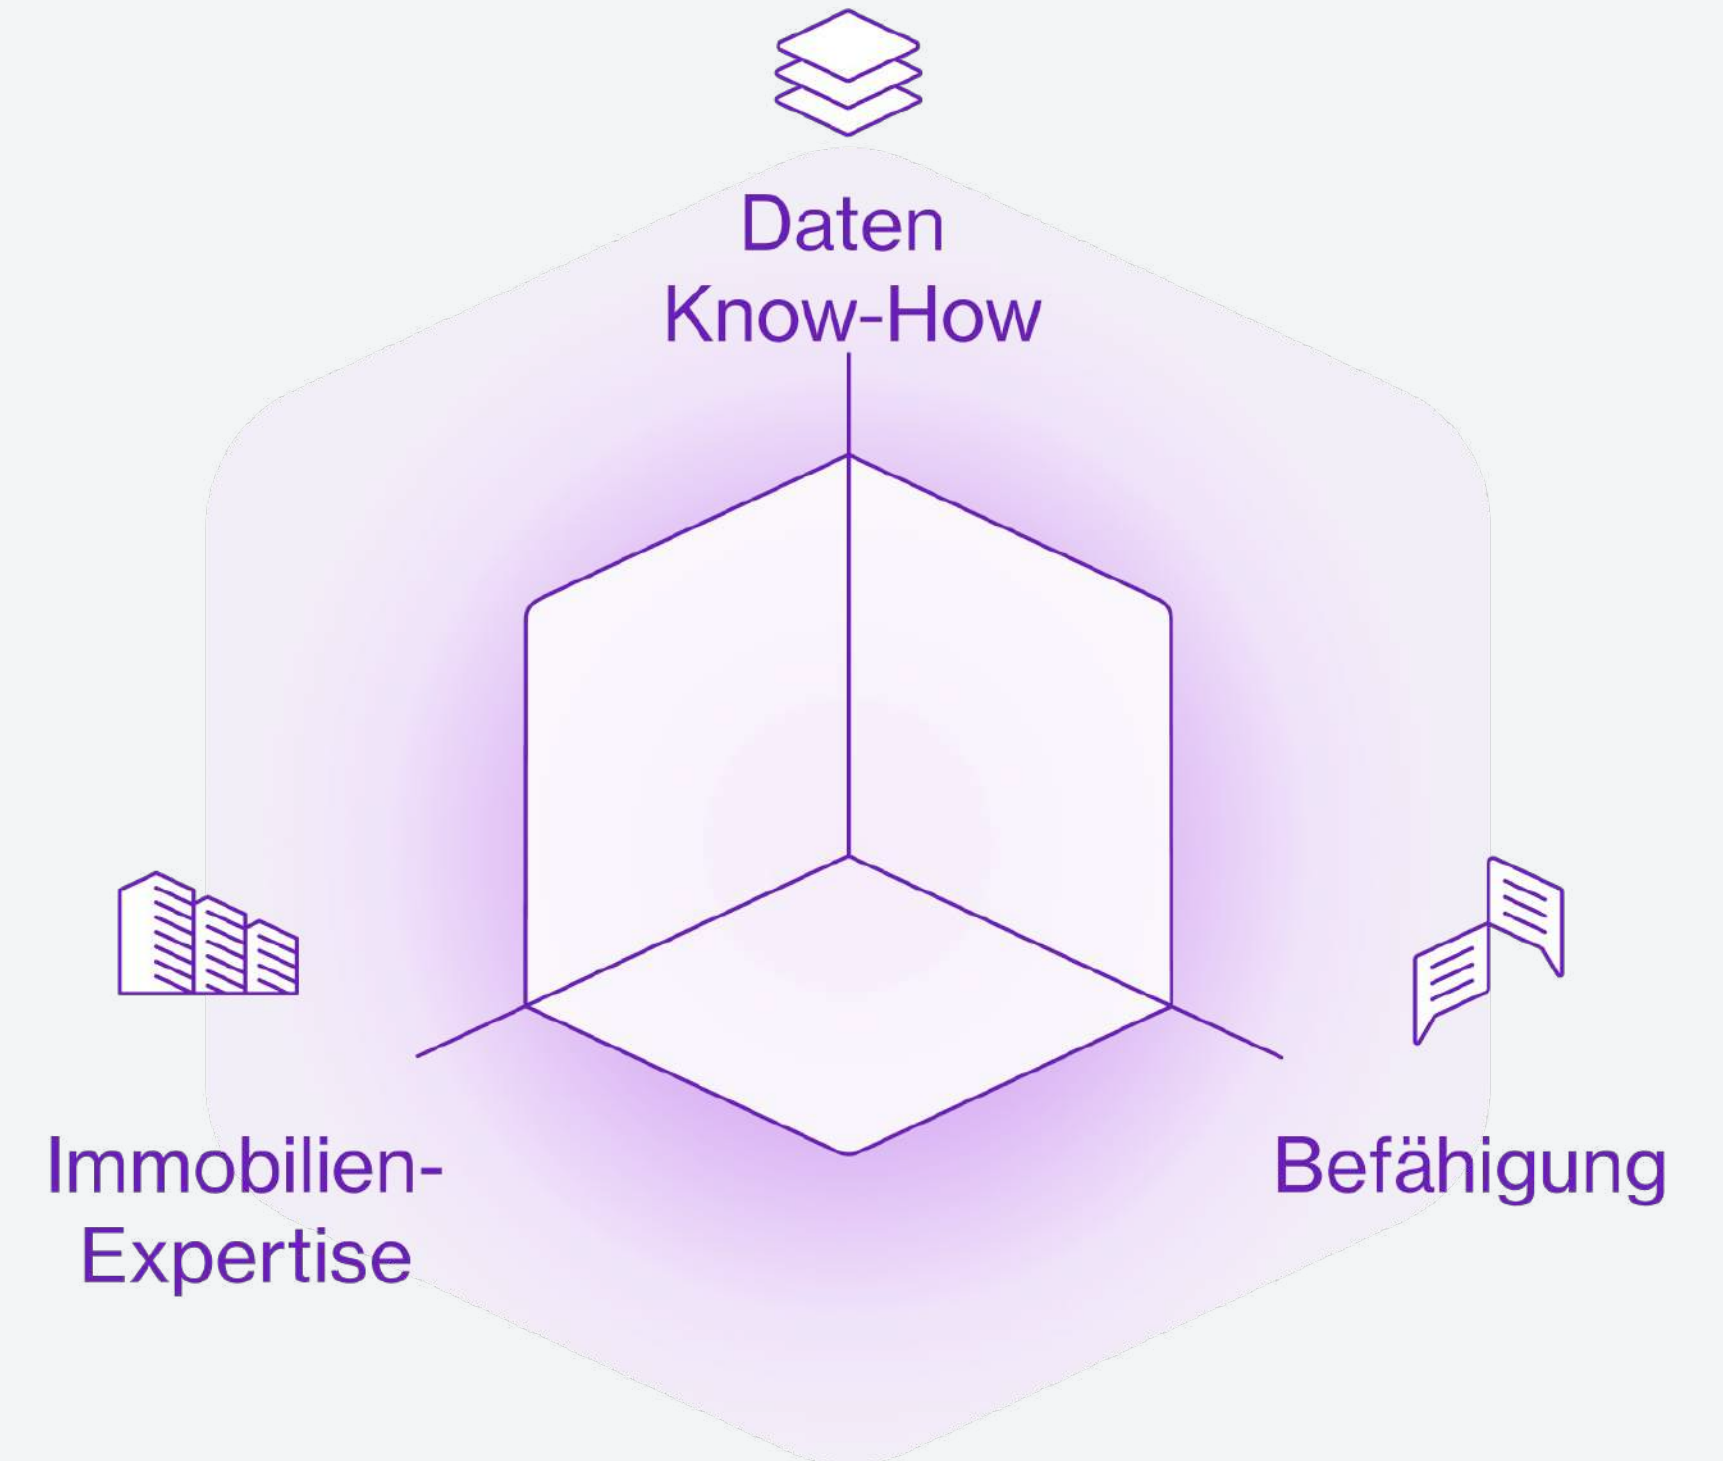 Daten
Know-How
Immobilien-
Expertise
Befähigung